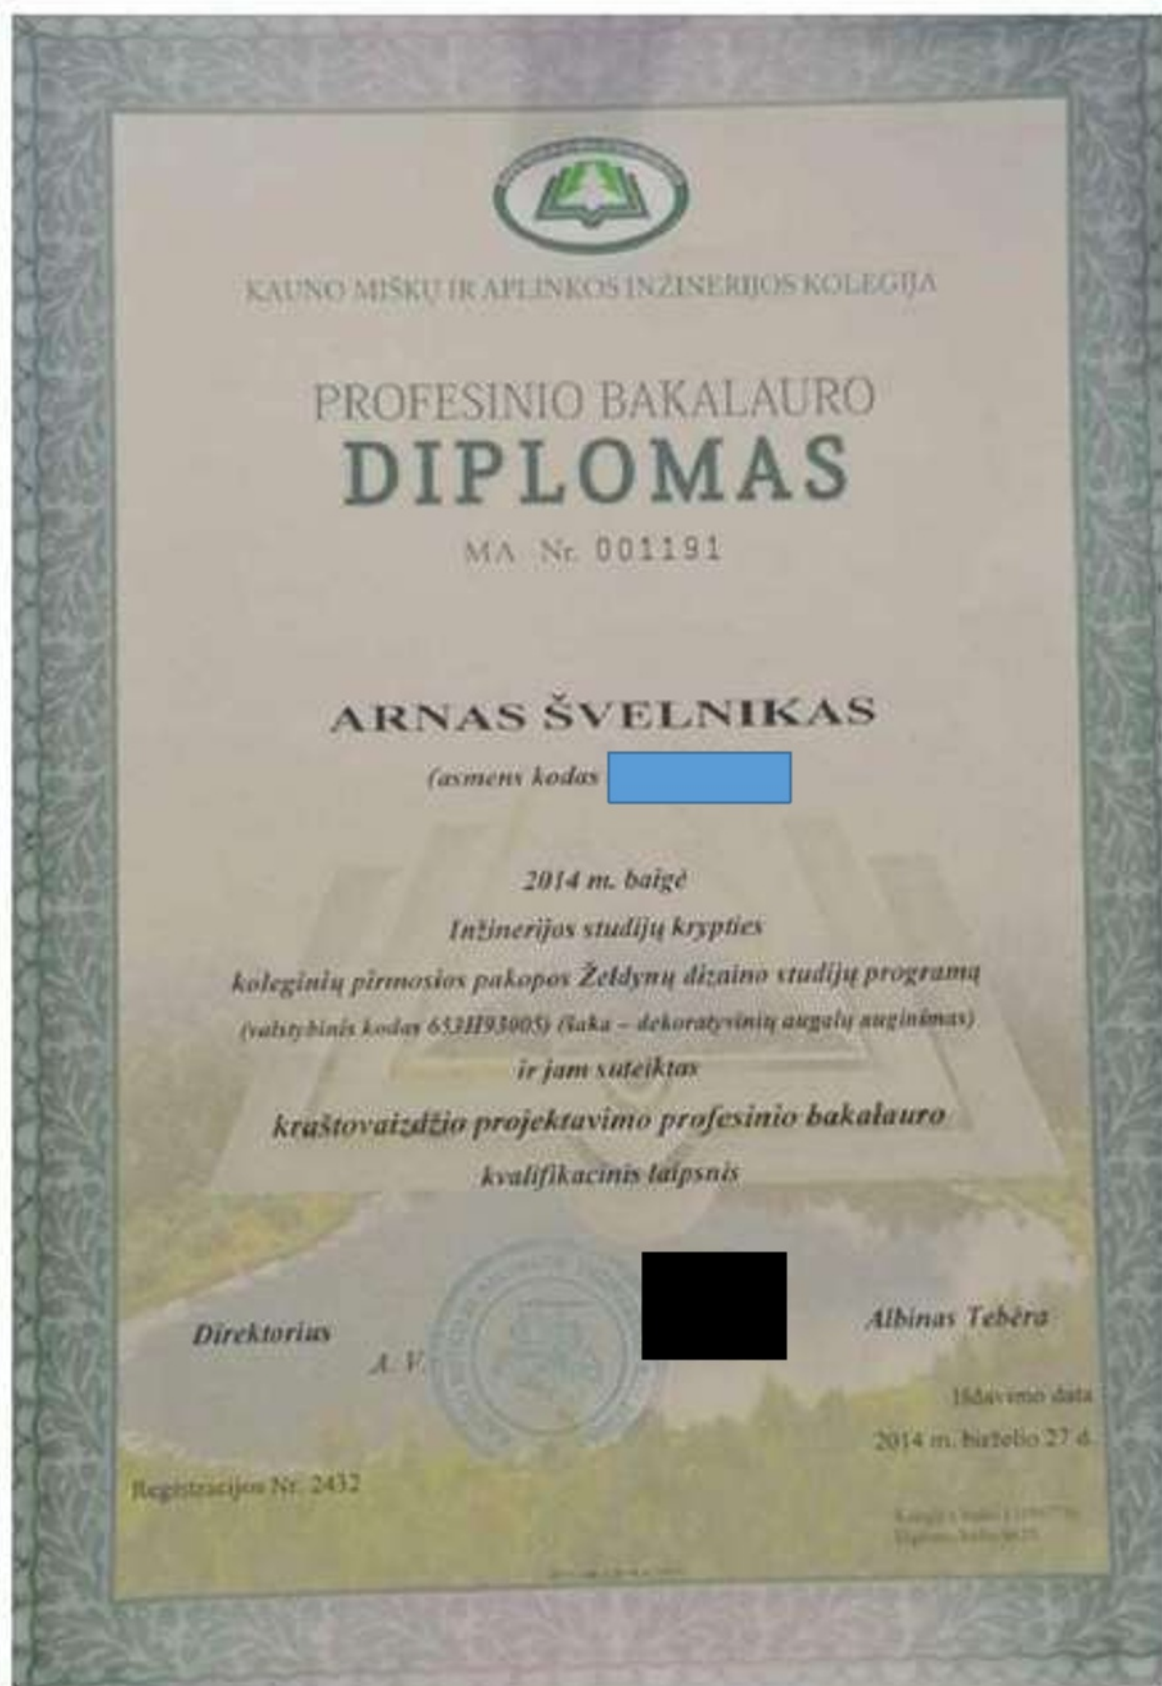 KAUNO MIŠKŲ IR APLINKOS INŽINERIJOS KOLEGIJA
PROFESINIO BAKALAURO
DIPLOMAS
MA Nr. 001191
ARNAS ŠVELNIKAS
(asmens kodas
2014 m. baigė
Inžinerijos studijų krypties
koleginių pirmosios pakopos Želdynų dizaino studijų programą
(valstybinis kodas 653H93005) (šaka – dekoratyvinių augalų auginimas)
ir jam suteiktas
kraštovaizdžio projektavimo profesinio bakalauro
kvalifikacinis laipsnis
Direktorius
A. V.
Albinas Tebėra
Išdavimo data
2014 m. birželio 27 d.
Registracijos Nr. 2432